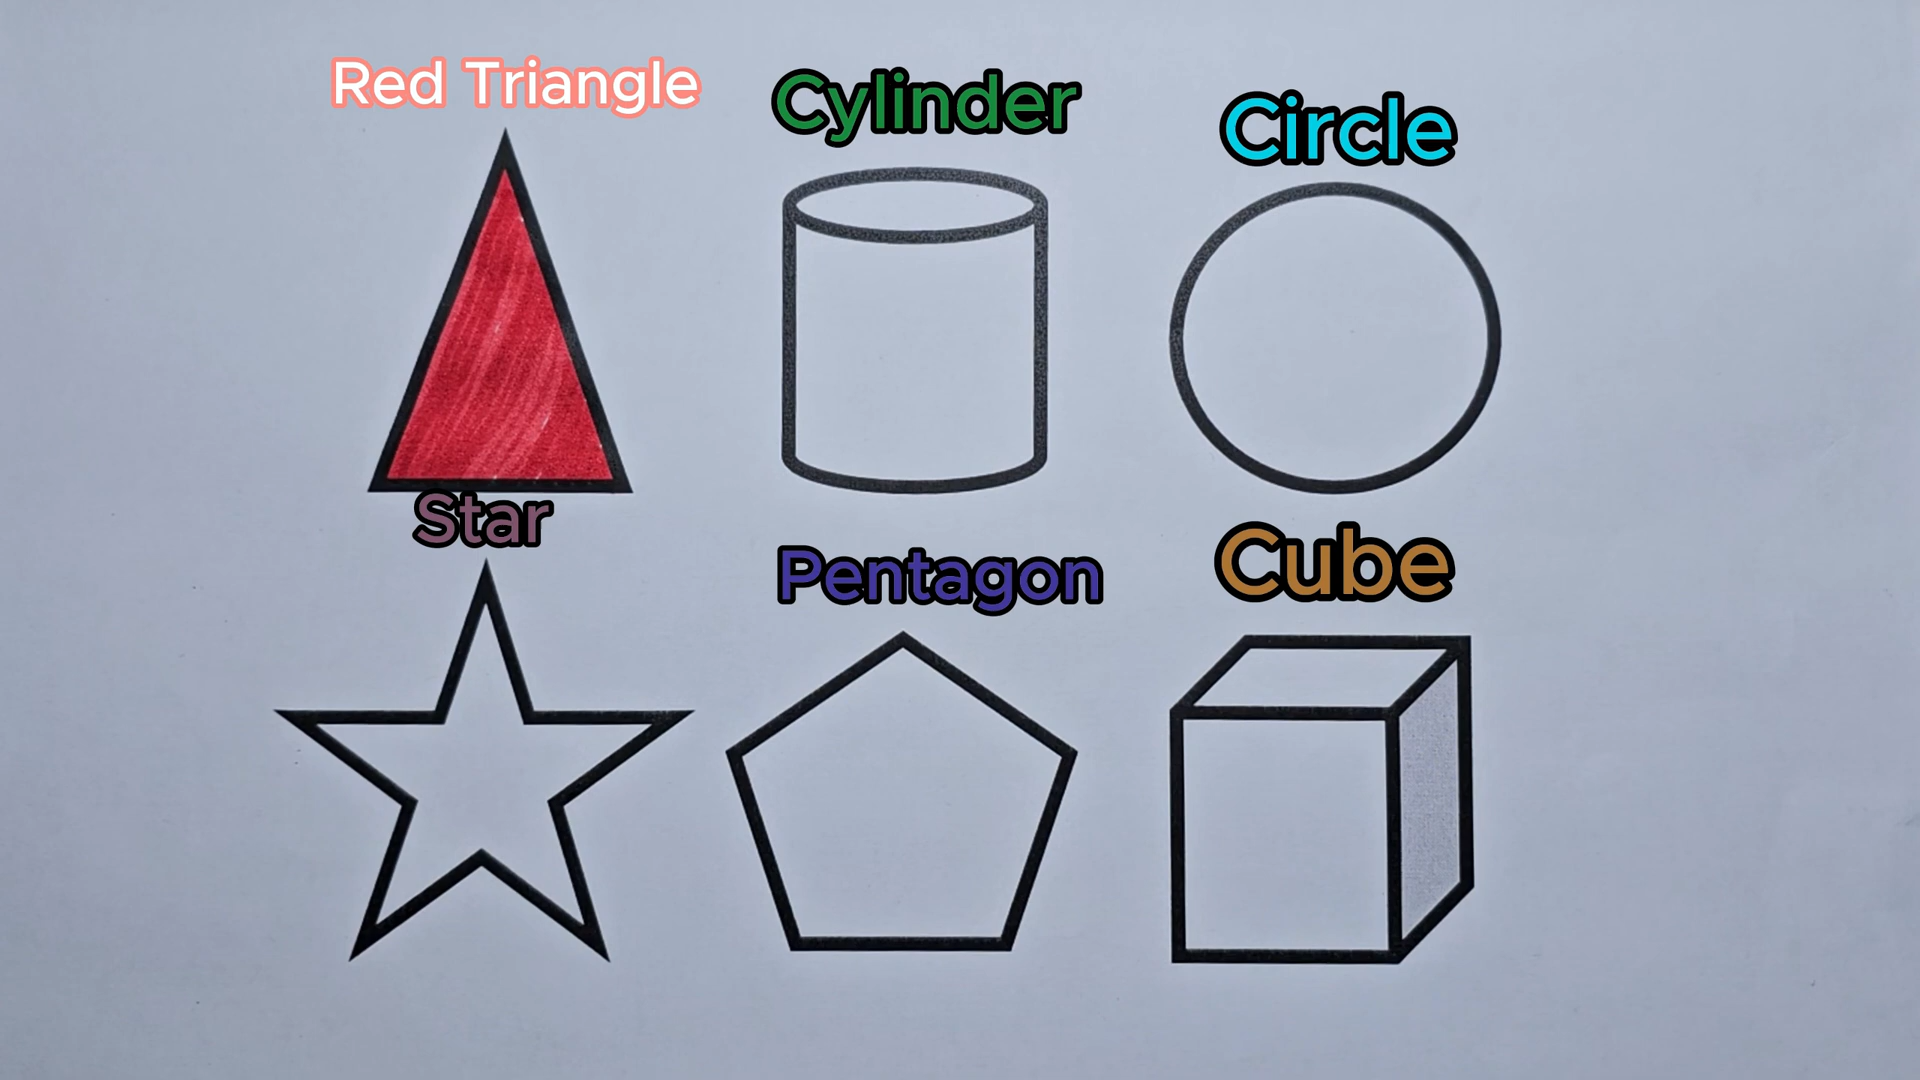 Red Triangle
Cylinder
Circle
Star
Pentagon
Cube